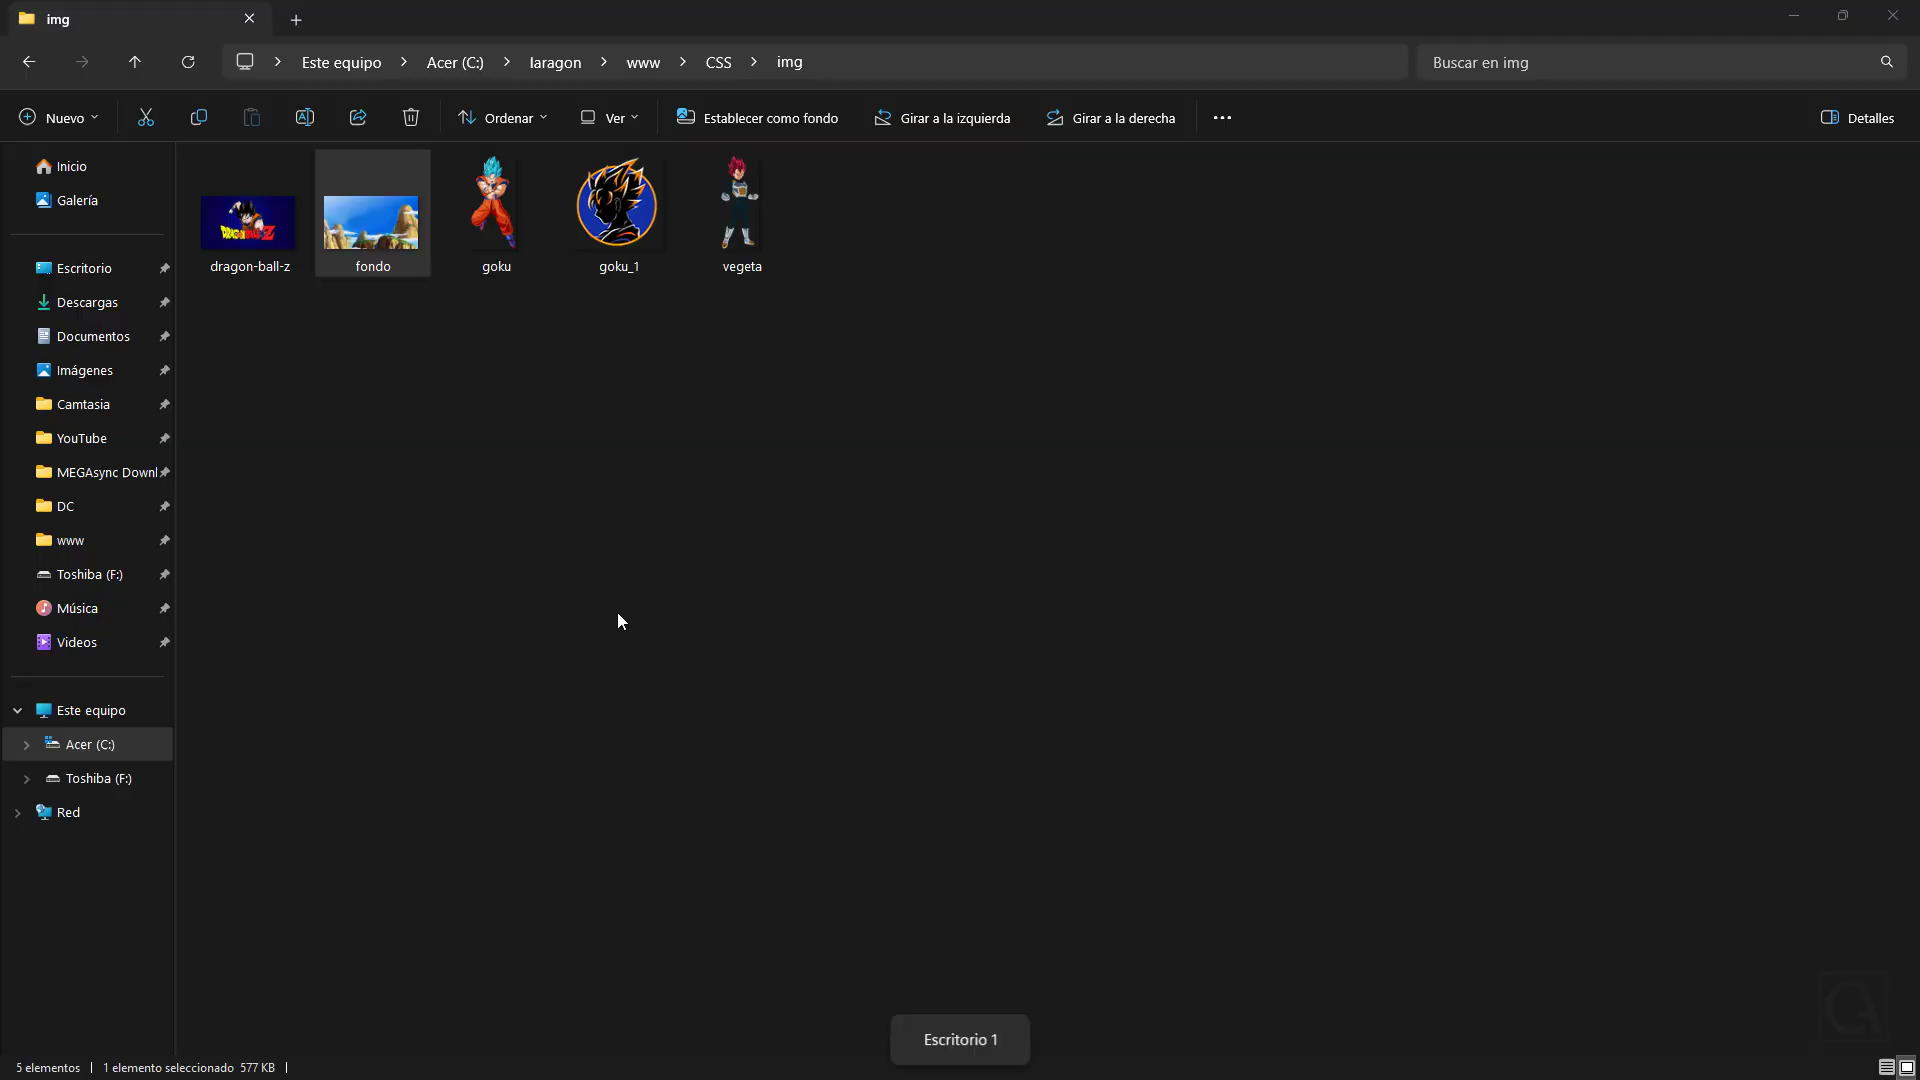 img
Este equipo > Acer (C:) > laragon > www > CSS > img
Buscar en img
Nuevo
Ordenar
Ver
Establecer como fondo
Girar a la izquierda
Girar a la derecha
Detalles
Inicio
Galería
Escritorio
Descargas
Documentos
Imágenes
Camtasia
YouTube
MEGAsync Downl
DC
www
Toshiba (F:)
Música
Videos
Este equipo
Acer (C:)
Toshiba (F:)
Red
DRAGON BALL Z
dragon-ball-z
fondo
goku
goku_1
vegeta
Escritorio 1
5 elementos | 1 elemento seleccionado 577 KB |